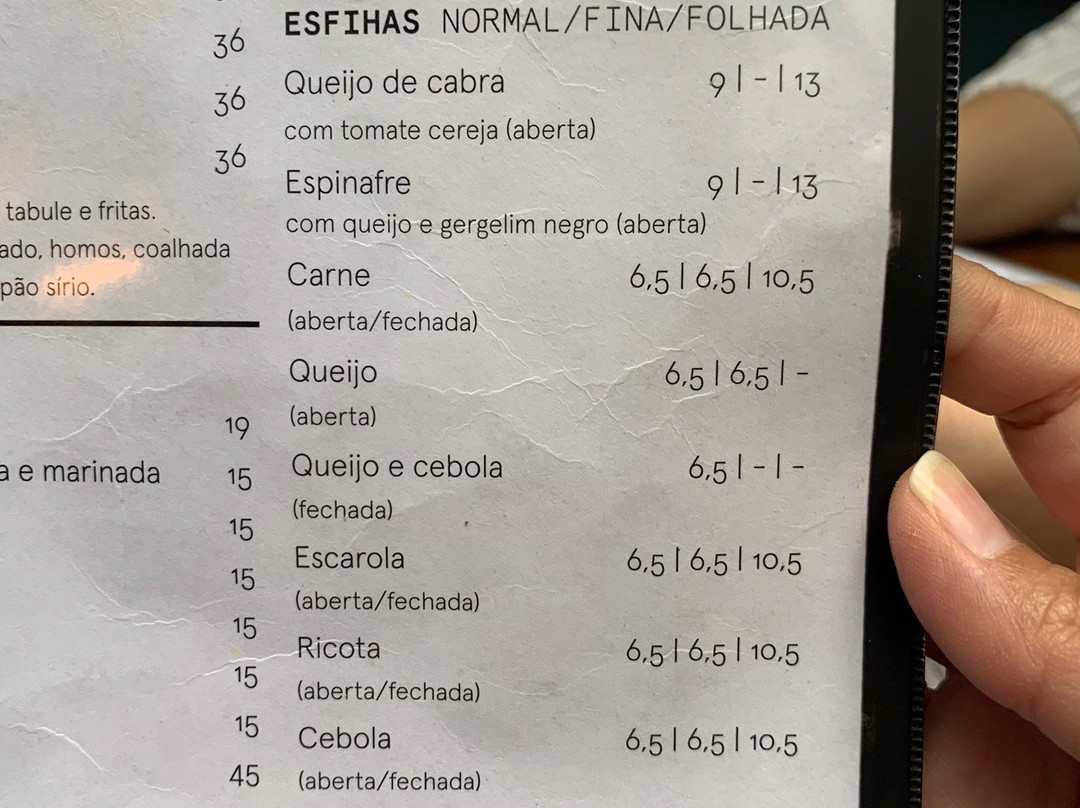 36
36
36
tabule e fritas.
homos, coalhada
pão sírio.
19
a e marinada
15
15
15
15
15
15
45
ESFIHAS NORMAL/FINA/FOLHADA
Queijo de cabra 9 | - | 13
com tomate cereja (aberta)
Espinafre 9 | - | 13
com queijo e gergelim negro (aberta)
Carne 6,5 | 6,5 | 10,5
(aberta/fechada)
Queijo 6,5 | 6,5 | -
(aberta)
Queijo e cebola 6,5 | - | -
(fechada)
Escarola 6,5 | 6,5 | 10,5
(aberta/fechada)
Ricota 6,5 | 6,5 | 10,5
(aberta/fechada)
Cebola 6,5 | 6,5 | 10,5
(aberta/fechada)